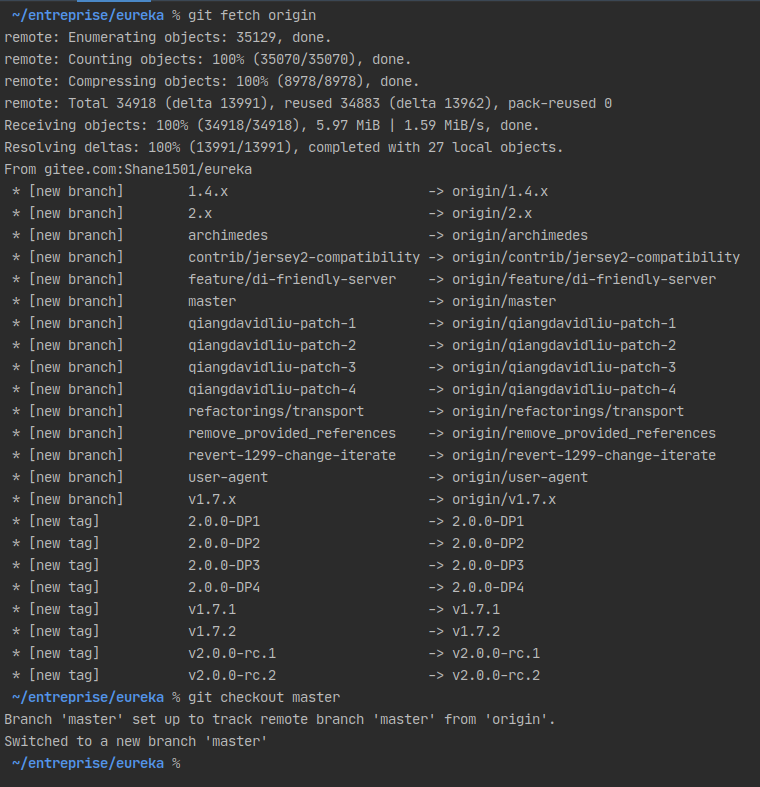 ~/entreprise/eureka % git fetch origin
remote: Enumerating objects: 35129, done.
remote: Counting objects: 100% (35070/35070), done.
remote: Compressing objects: 100% (8978/8978), done.
remote: Total 34918 (delta 13991), reused 34883 (delta 13962), pack-reused 0
Receiving objects: 100% (34918/34918), 5.97 MiB | 1.59 MiB/s, done.
Resolving deltas: 100% (13991/13991), completed with 27 local objects.
From gitee.com:Shane1501/eureka
 * [new branch]        1.4.x                         -> origin/1.4.x
 * [new branch]        2.x                           -> origin/2.x
 * [new branch]        archimedes                    -> origin/archimedes
 * [new branch]        contrib/jersey2-compatibility -> origin/contrib/jersey2-compatibility
 * [new branch]        feature/di-friendly-server    -> origin/feature/di-friendly-server
 * [new branch]        master                        -> origin/master
 * [new branch]        qiangdavidliu-patch-1         -> origin/qiangdavidliu-patch-1
 * [new branch]        qiangdavidliu-patch-2         -> origin/qiangdavidliu-patch-2
 * [new branch]        qiangdavidliu-patch-3         -> origin/qiangdavidliu-patch-3
 * [new branch]        qiangdavidliu-patch-4         -> origin/qiangdavidliu-patch-4
 * [new branch]        refactorings/transport        -> origin/refactorings/transport
 * [new branch]        remove_provided_references    -> origin/remove_provided_references
 * [new branch]        revert-1299-change-iterate    -> origin/revert-1299-change-iterate
 * [new branch]        user-agent                    -> origin/user-agent
 * [new branch]        v1.7.x                        -> origin/v1.7.x
 * [new tag]           2.0.0-DP1                     -> 2.0.0-DP1
 * [new tag]           2.0.0-DP2                     -> 2.0.0-DP2
 * [new tag]           2.0.0-DP3                     -> 2.0.0-DP3
 * [new tag]           2.0.0-DP4                     -> 2.0.0-DP4
 * [new tag]           v1.7.1                        -> v1.7.1
 * [new tag]           v1.7.2                        -> v1.7.2
 * [new tag]           v2.0.0-rc.1                   -> v2.0.0-rc.1
 * [new tag]           v2.0.0-rc.2                   -> v2.0.0-rc.2
~/entreprise/eureka % git checkout master
Branch 'master' set up to track remote branch 'master' from 'origin'.
Switched to a new branch 'master'
~/entreprise/eureka %